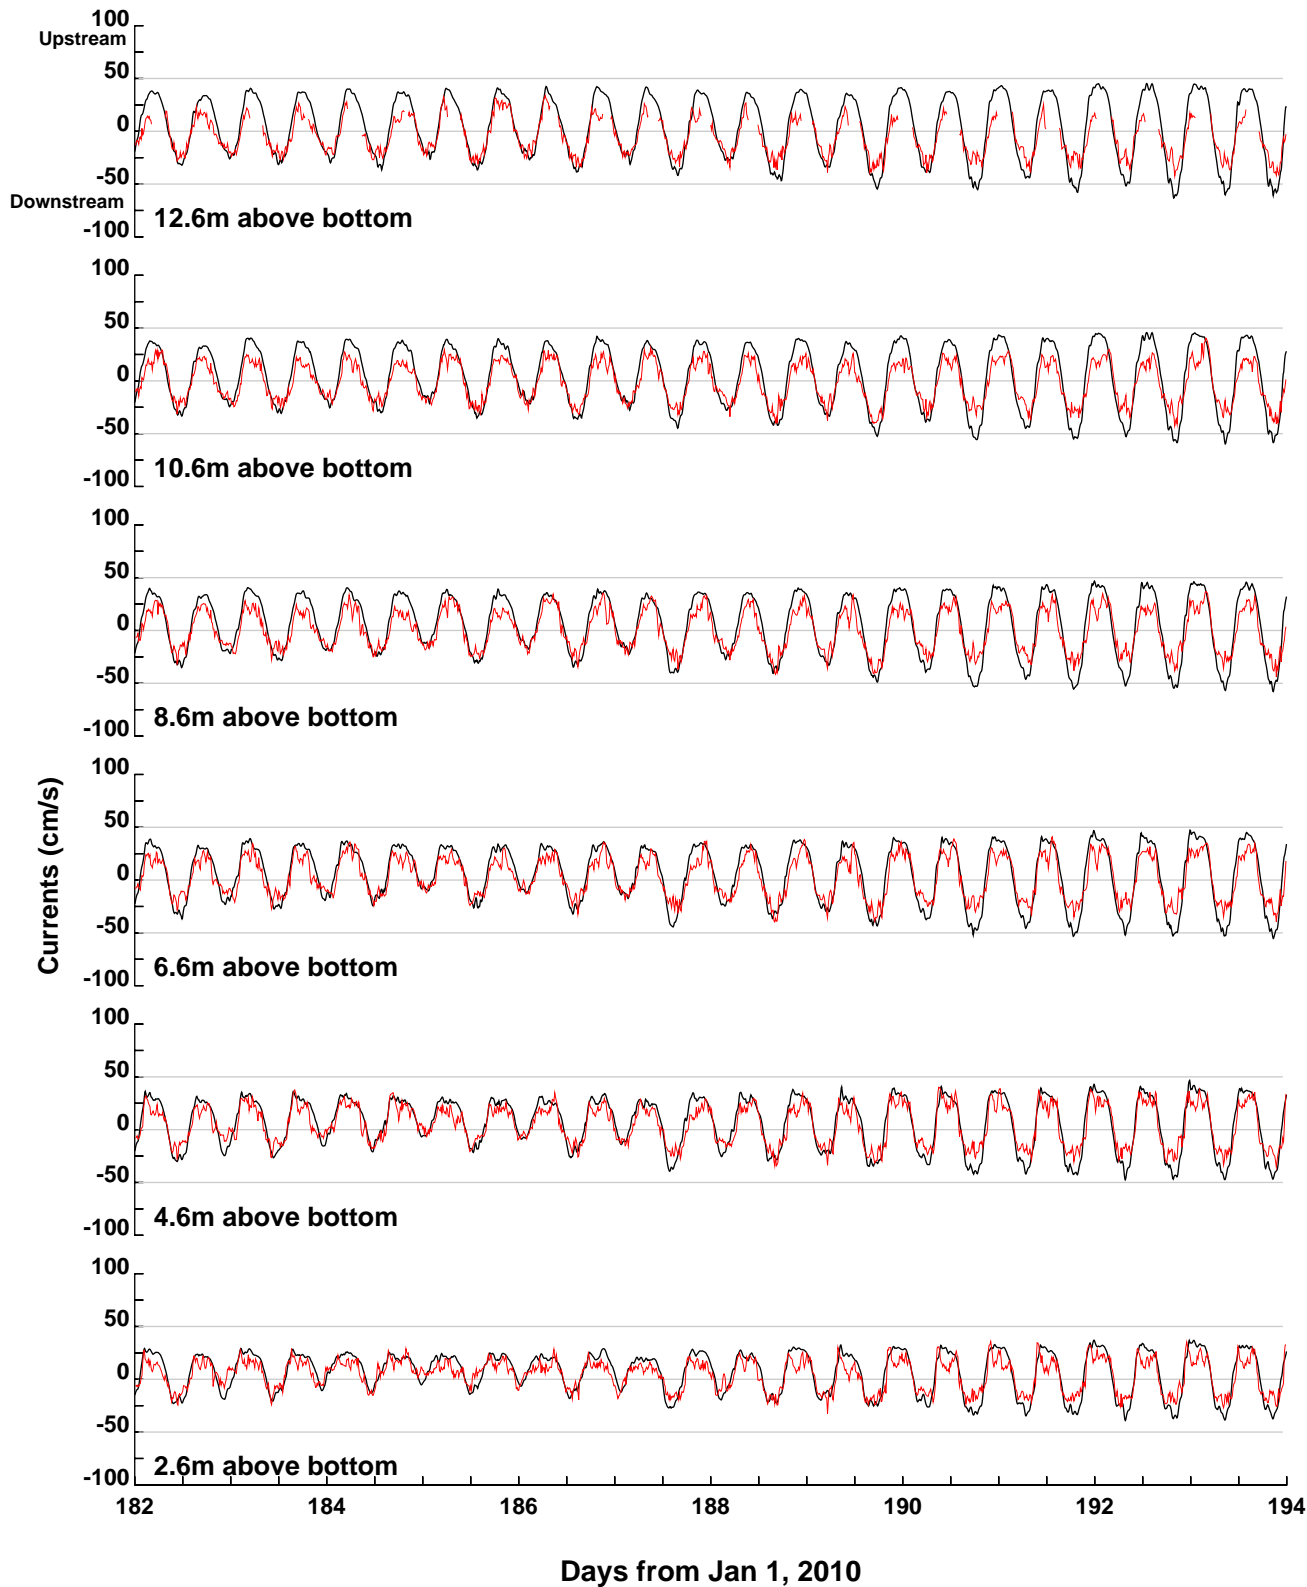 100
Upstream
50
0
-50
Downstream
-100
12.6m above bottom
100
50
0
-50
-100
10.6m above bottom
100
50
0
-50
-100
8.6m above bottom
100
50
0
-50
-100
6.6m above bottom
Currents (cm/s)
100
50
0
-50
-100
4.6m above bottom
100
50
0
-50
-100
2.6m above bottom
182 184 186 188 190 192 194
Days from Jan 1, 2010